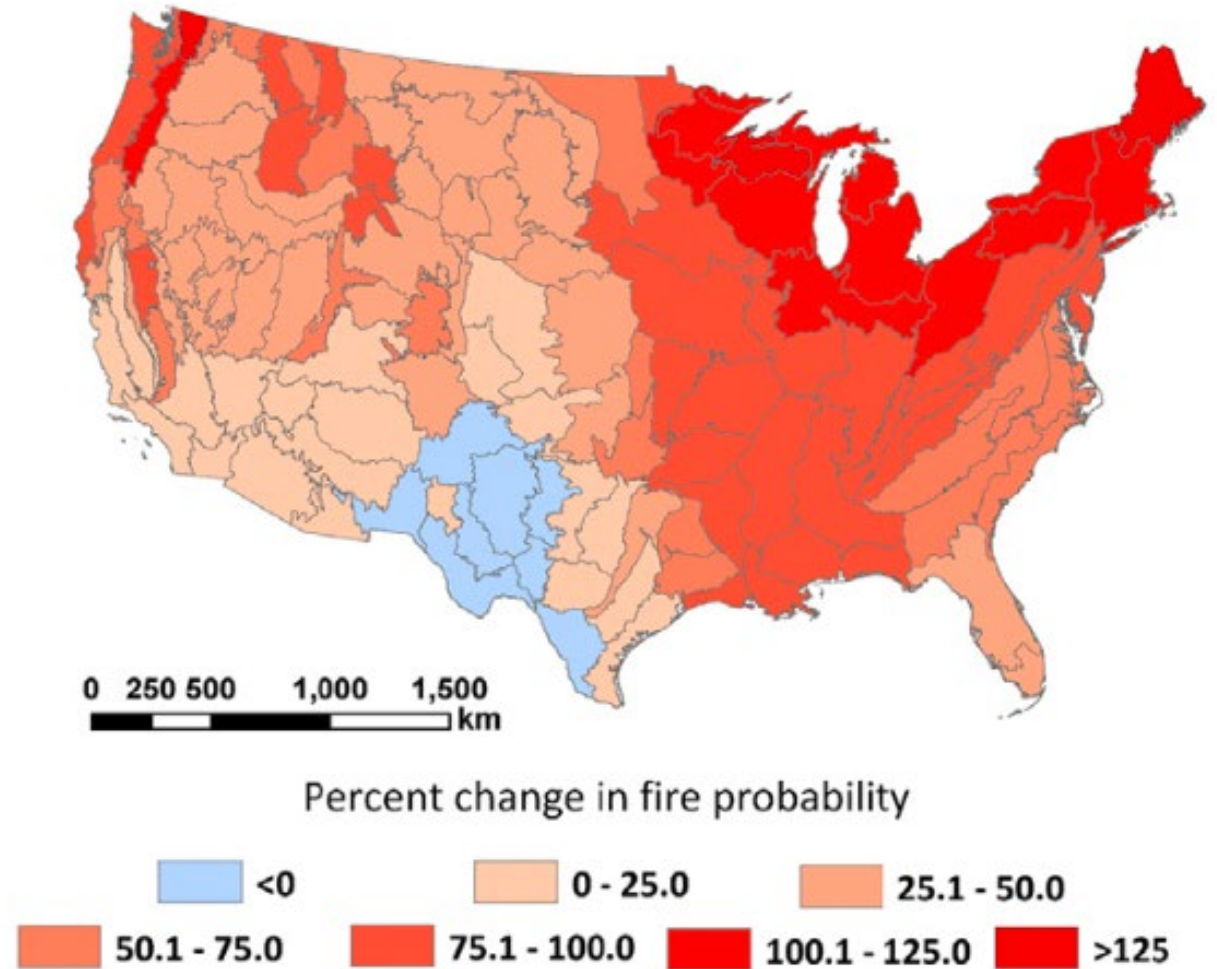 0 250 500 1,000 1,500
km
Percent change in fire probability
<0 0 - 25.0 25.1 - 50.0
50.1 - 75.0 75.1 - 100.0 100.1 - 125.0 >125